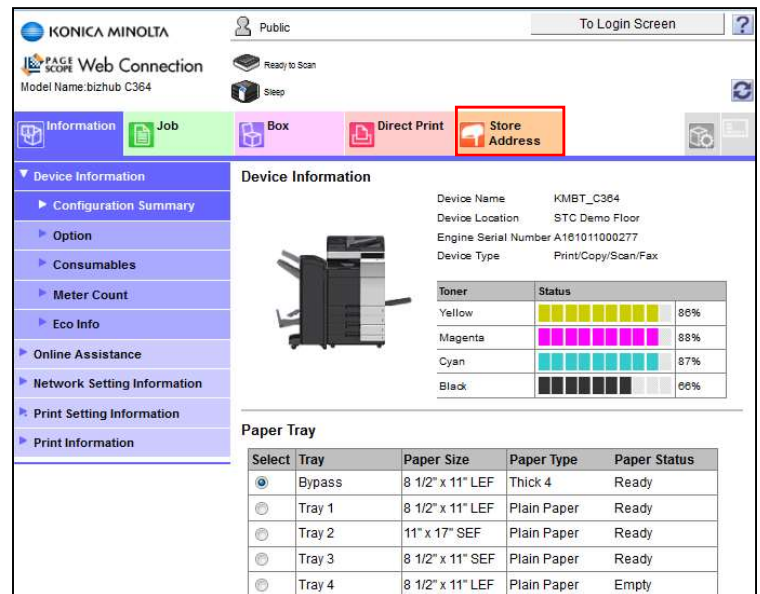 KONICA MINOLTA
Public
To Login Screen
?
PAGE SCOPE Web Connection
Ready to Scan
Model Name:bizhub C364
Sleep
Information
Job
Box
Direct Print
Store Address
Device Information
Configuration Summary
Option
Consumables
Meter Count
Eco Info
Online Assistance
Network Setting Information
Print Setting Information
Print Information
Device Information
Device Name KMBT_C364
Device Location STC Demo Floor
Engine Serial Number A161011000277
Device Type Print/Copy/Scan/Fax
Toner Status
Yellow 86%
Magenta 88%
Cyan 87%
Black 66%
Paper Tray
Select Tray Paper Size Paper Type Paper Status
Bypass 8 1/2" x 11" LEF Thick 4 Ready
Tray 1 8 1/2" x 11" LEF Plain Paper Ready
Tray 2 11" x 17" SEF Plain Paper Ready
Tray 3 8 1/2" x 11" SEF Plain Paper Ready
Tray 4 8 1/2" x 11" LEF Plain Paper Empty